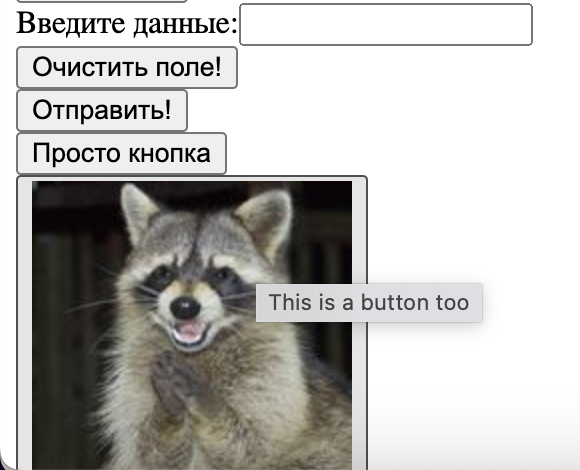 Введите данные:
Очистить поле!
Отправить!
Просто кнопка
This is a button too